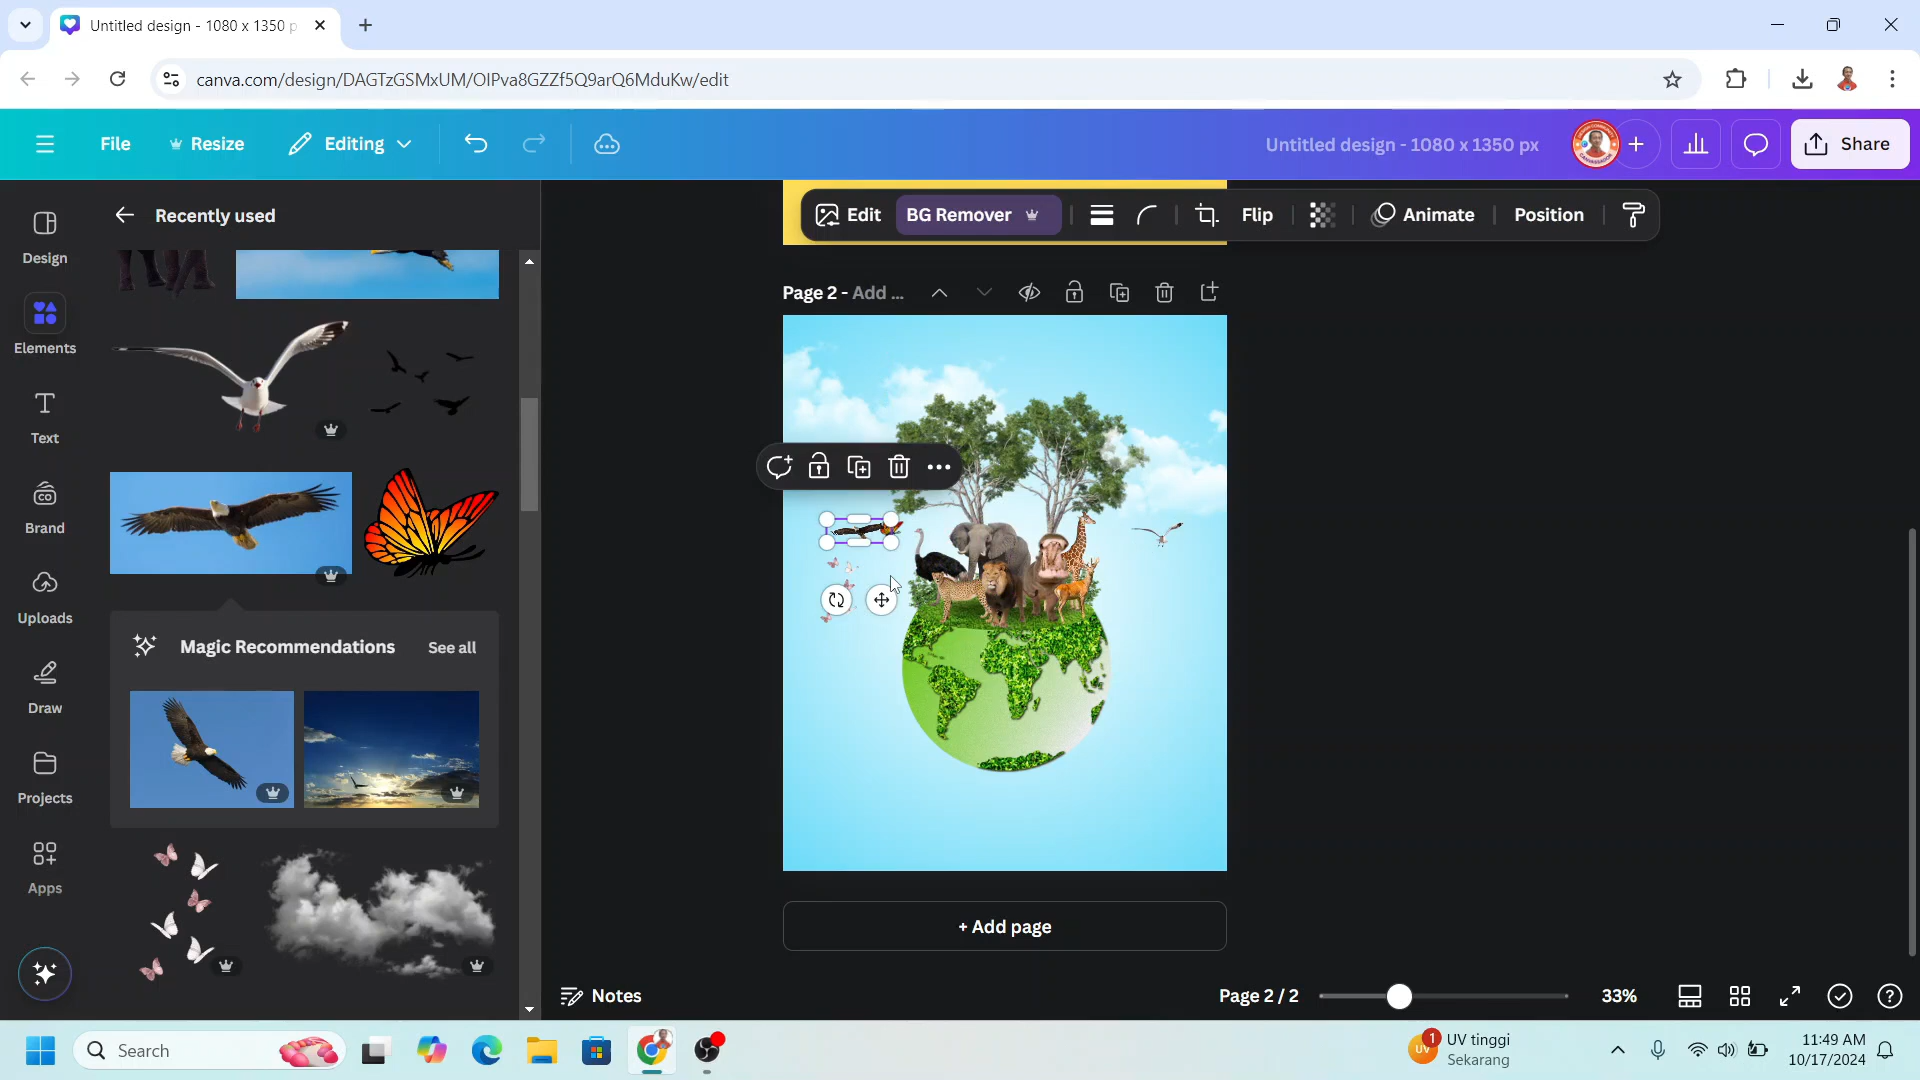 Untitled design - 1080 x 1350 p
canva.com/design/DAGTzGSMxUM/OIPva8GZZf5Q9arQ6MduKw/edit
File
Resize
Editing
Untitled design - 1080 x 1350 px
Share
Design
Elements
Text
Brand
Uploads
Draw
Projects
Apps
Recently used
Magic Recommendations
See all
Edit
BG Remover
Flip
Animate
Position
Page 2 - Add ...
+ Add page
Notes
Page 2 / 2
33%
Search
1
UV
UV tinggi
Sekarang
11:49 AM
10/17/2024